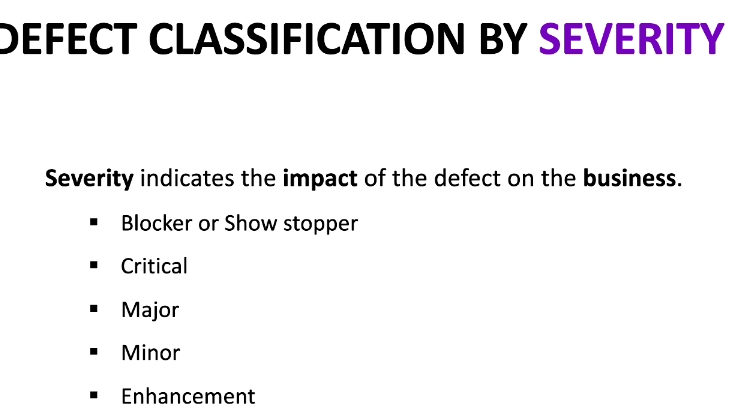 DEFECT CLASSIFICATION BY SEVERITY
Severity indicates the impact of the defect on the business.
▪ Blocker or Show stopper
▪ Critical
▪ Major
▪ Minor
▪ Enhancement